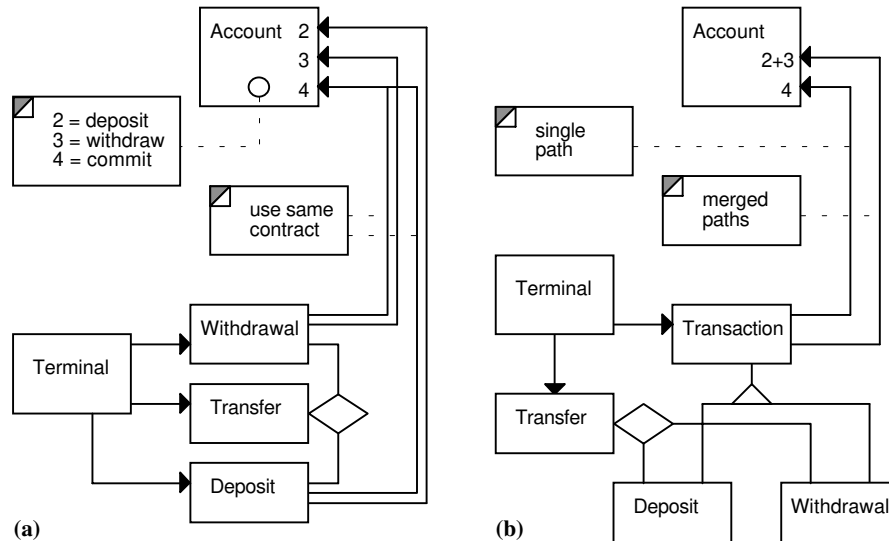 Account 2
3
4
2 = deposit
3 = withdraw
4 = commit
use same
contract
Withdrawal
Terminal
Transfer
Deposit
(a)
Account
2+3
4
single
path
merged
paths
Terminal
Transaction
Transfer
Deposit
Withdrawal
(b)